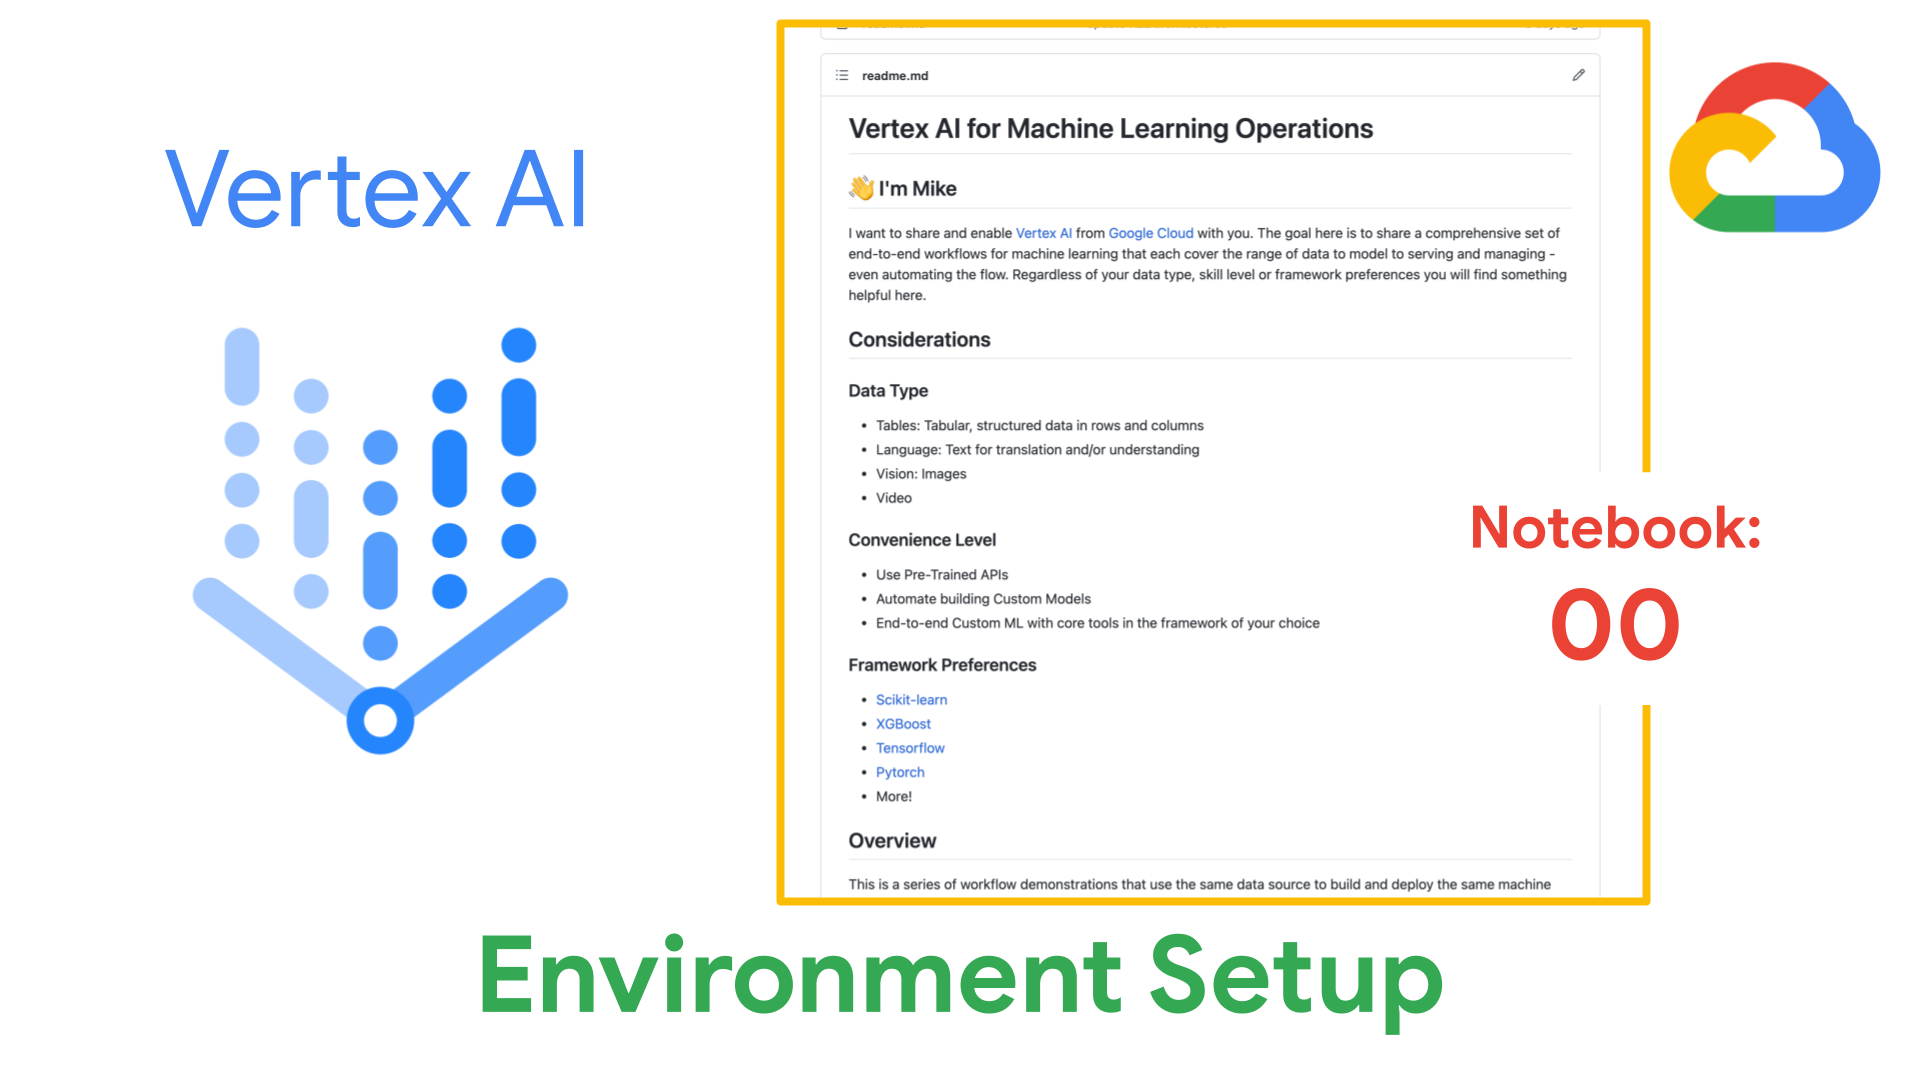 Vertex AI
readme.md
Vertex AI for Machine Learning Operations
👋 I'm Mike
I want to share and enable Vertex AI from Google Cloud with you. The goal here is to share a comprehensive set of
end-to-end workflows for machine learning that each cover the range of data to model to serving and managing -
even automating the flow. Regardless of your data type, skill level or framework preferences you will find something
helpful here.
Considerations
Data Type
• Tables: Tabular, structured data in rows and columns
• Language: Text for translation and/or understanding
• Vision: Images
• Video
Convenience Level
• Use Pre-Trained APIs
• Automate building Custom Models
• End-to-end Custom ML with core tools in the framework of your choice
Framework Preferences
• Scikit-learn
• XGBoost
• Tensorflow
• Pytorch
• More!
Overview
This is a series of workflow demonstrations that use the same data source to build and deploy the same machine
Notebook:
00
Environment Setup